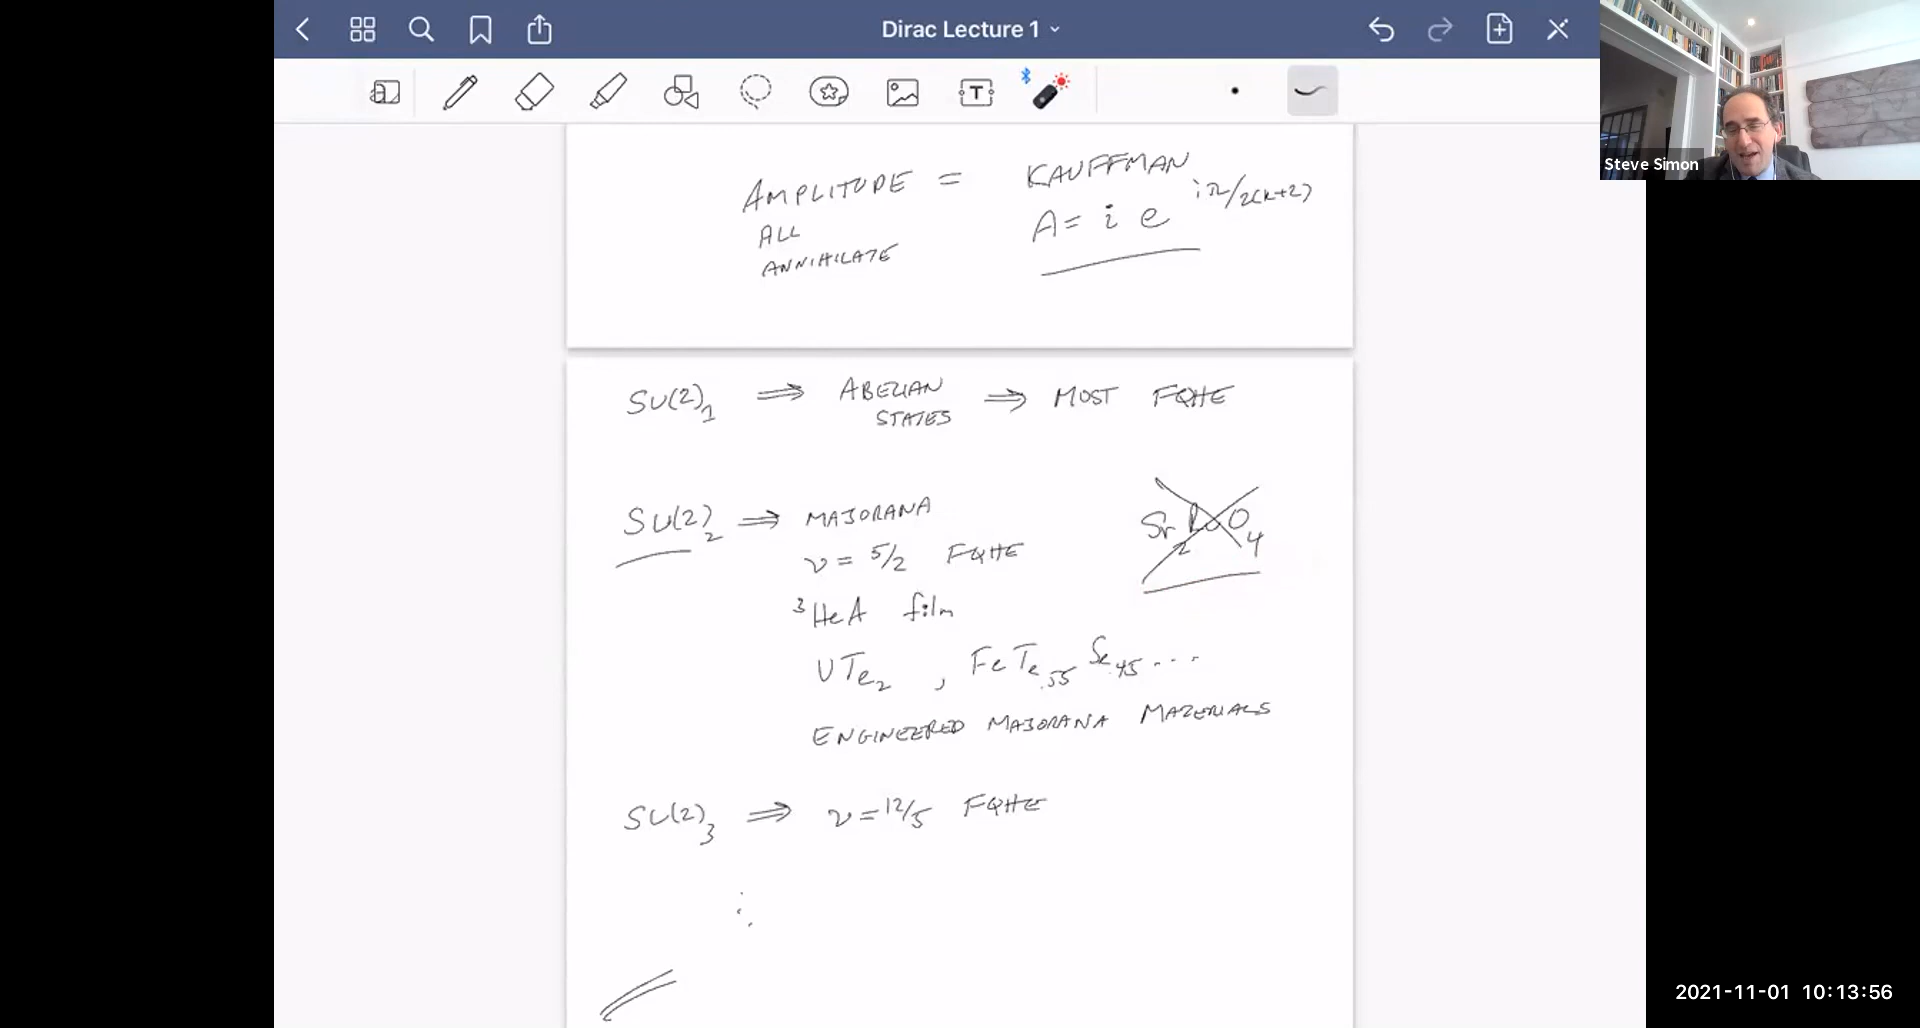 Dirac Lecture 1
T
Steve Simon
AMPLITUDE = KAUFFMAN
ALL A = i e^{iπ/2(k+2)}
ANNIHILATE
SU(2)₁ ⟹ ABELIAN STATES ⟹ MOST FQHE
SU(2)₂ ⟹ MAJORANA
Sr₂RuO₄
ν = 5/2 FQHE
³HeA film
UTe₂ , FeTe.₅₅Se.₄₅ ...
ENGINEERED MAJORANA MATERIALS
SU(2)₃ ⟹ ν = 12/5 FQHE
2021-11-01 10:13:56